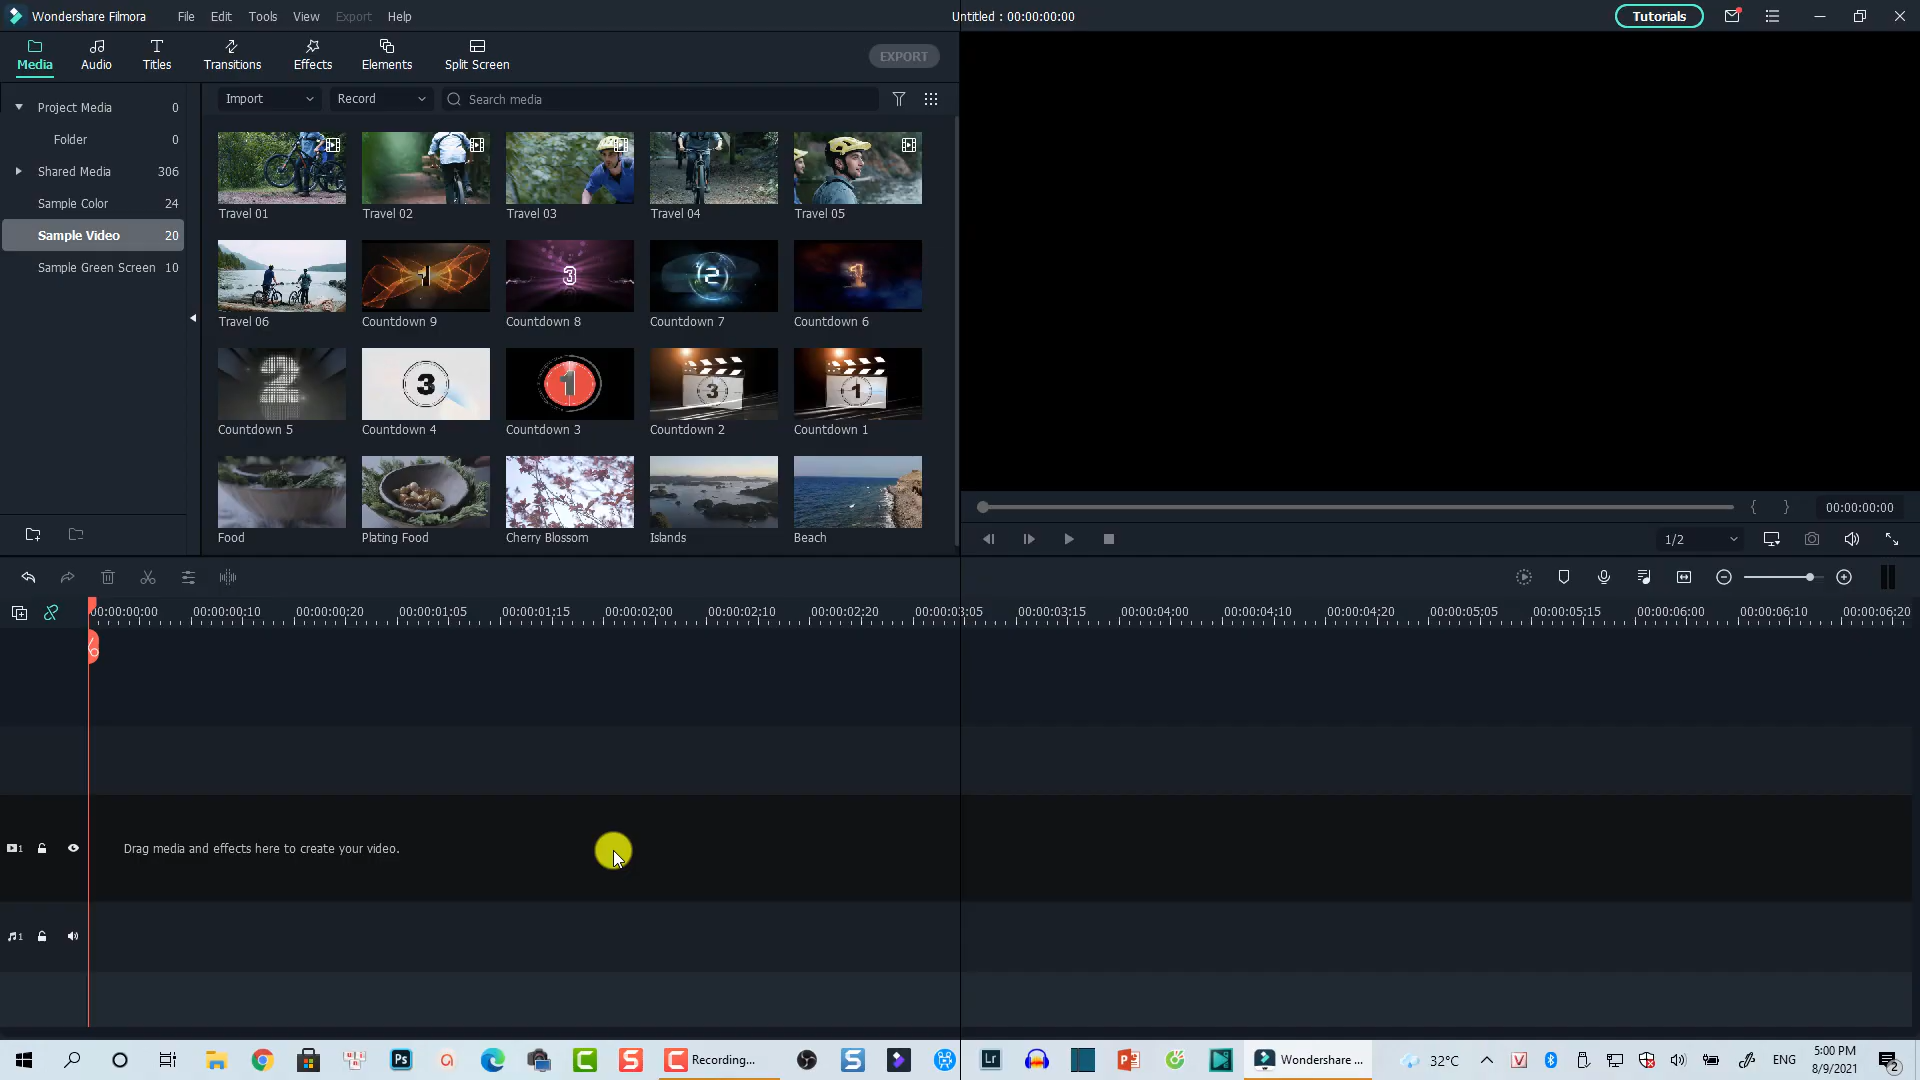 Wondershare Filmora File Edit Tools View Export Help Untitled : 00:00:00:00 Tutorials
Media Audio Titles Transitions Effects Elements Split Screen EXPORT
Project Media 0
Folder 0
Shared Media 306
Sample Color 24
Sample Video 20
Sample Green Screen 10
Import Record Search media
Travel 01 Travel 02 Travel 03 Travel 04 Travel 05
Travel 06 Countdown 9 Countdown 8 Countdown 7 Countdown 6
Countdown 5 Countdown 4 Countdown 3 Countdown 2 Countdown 1
Food Plating Food Cherry Blossom Islands Beach
00:00:00:00
1/2
00:00:00:00 00:00:00:10 00:00:00:20 00:00:01:05 00:00:01:15 00:00:02:00 00:00:02:10 00:00:02:20 00:00:03:05 00:00:03:15 00:00:04:00 00:00:04:10 00:00:04:20 00:00:05:05 00:00:05:15 00:00:06:00 00:00:06:10 00:00:06:20
1 Drag media and effects here to create your video.
1
Recording... Wondershare ... 32°C ENG 5:00 PM
8/9/2021